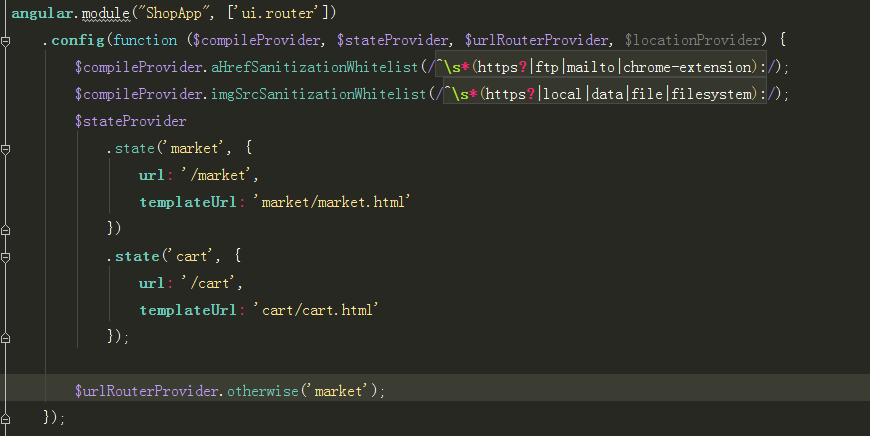 angular.module("ShopApp", ['ui.router'])
.config(function ($compileProvider, $stateProvider, $urlRouterProvider, $locationProvider) {
$compileProvider.aHrefSanitizationWhitelist(/^\s*(https?|ftp|mailto|chrome-extension):/);
$compileProvider.imgSrcSanitizationWhitelist(/^\s*(https?|local|data|file|filesystem):/);
$stateProvider
.state('market', {
url: '/market',
templateUrl: 'market/market.html'
})
.state('cart', {
url: '/cart',
templateUrl: 'cart/cart.html'
});
$urlRouterProvider.otherwise('market');
});